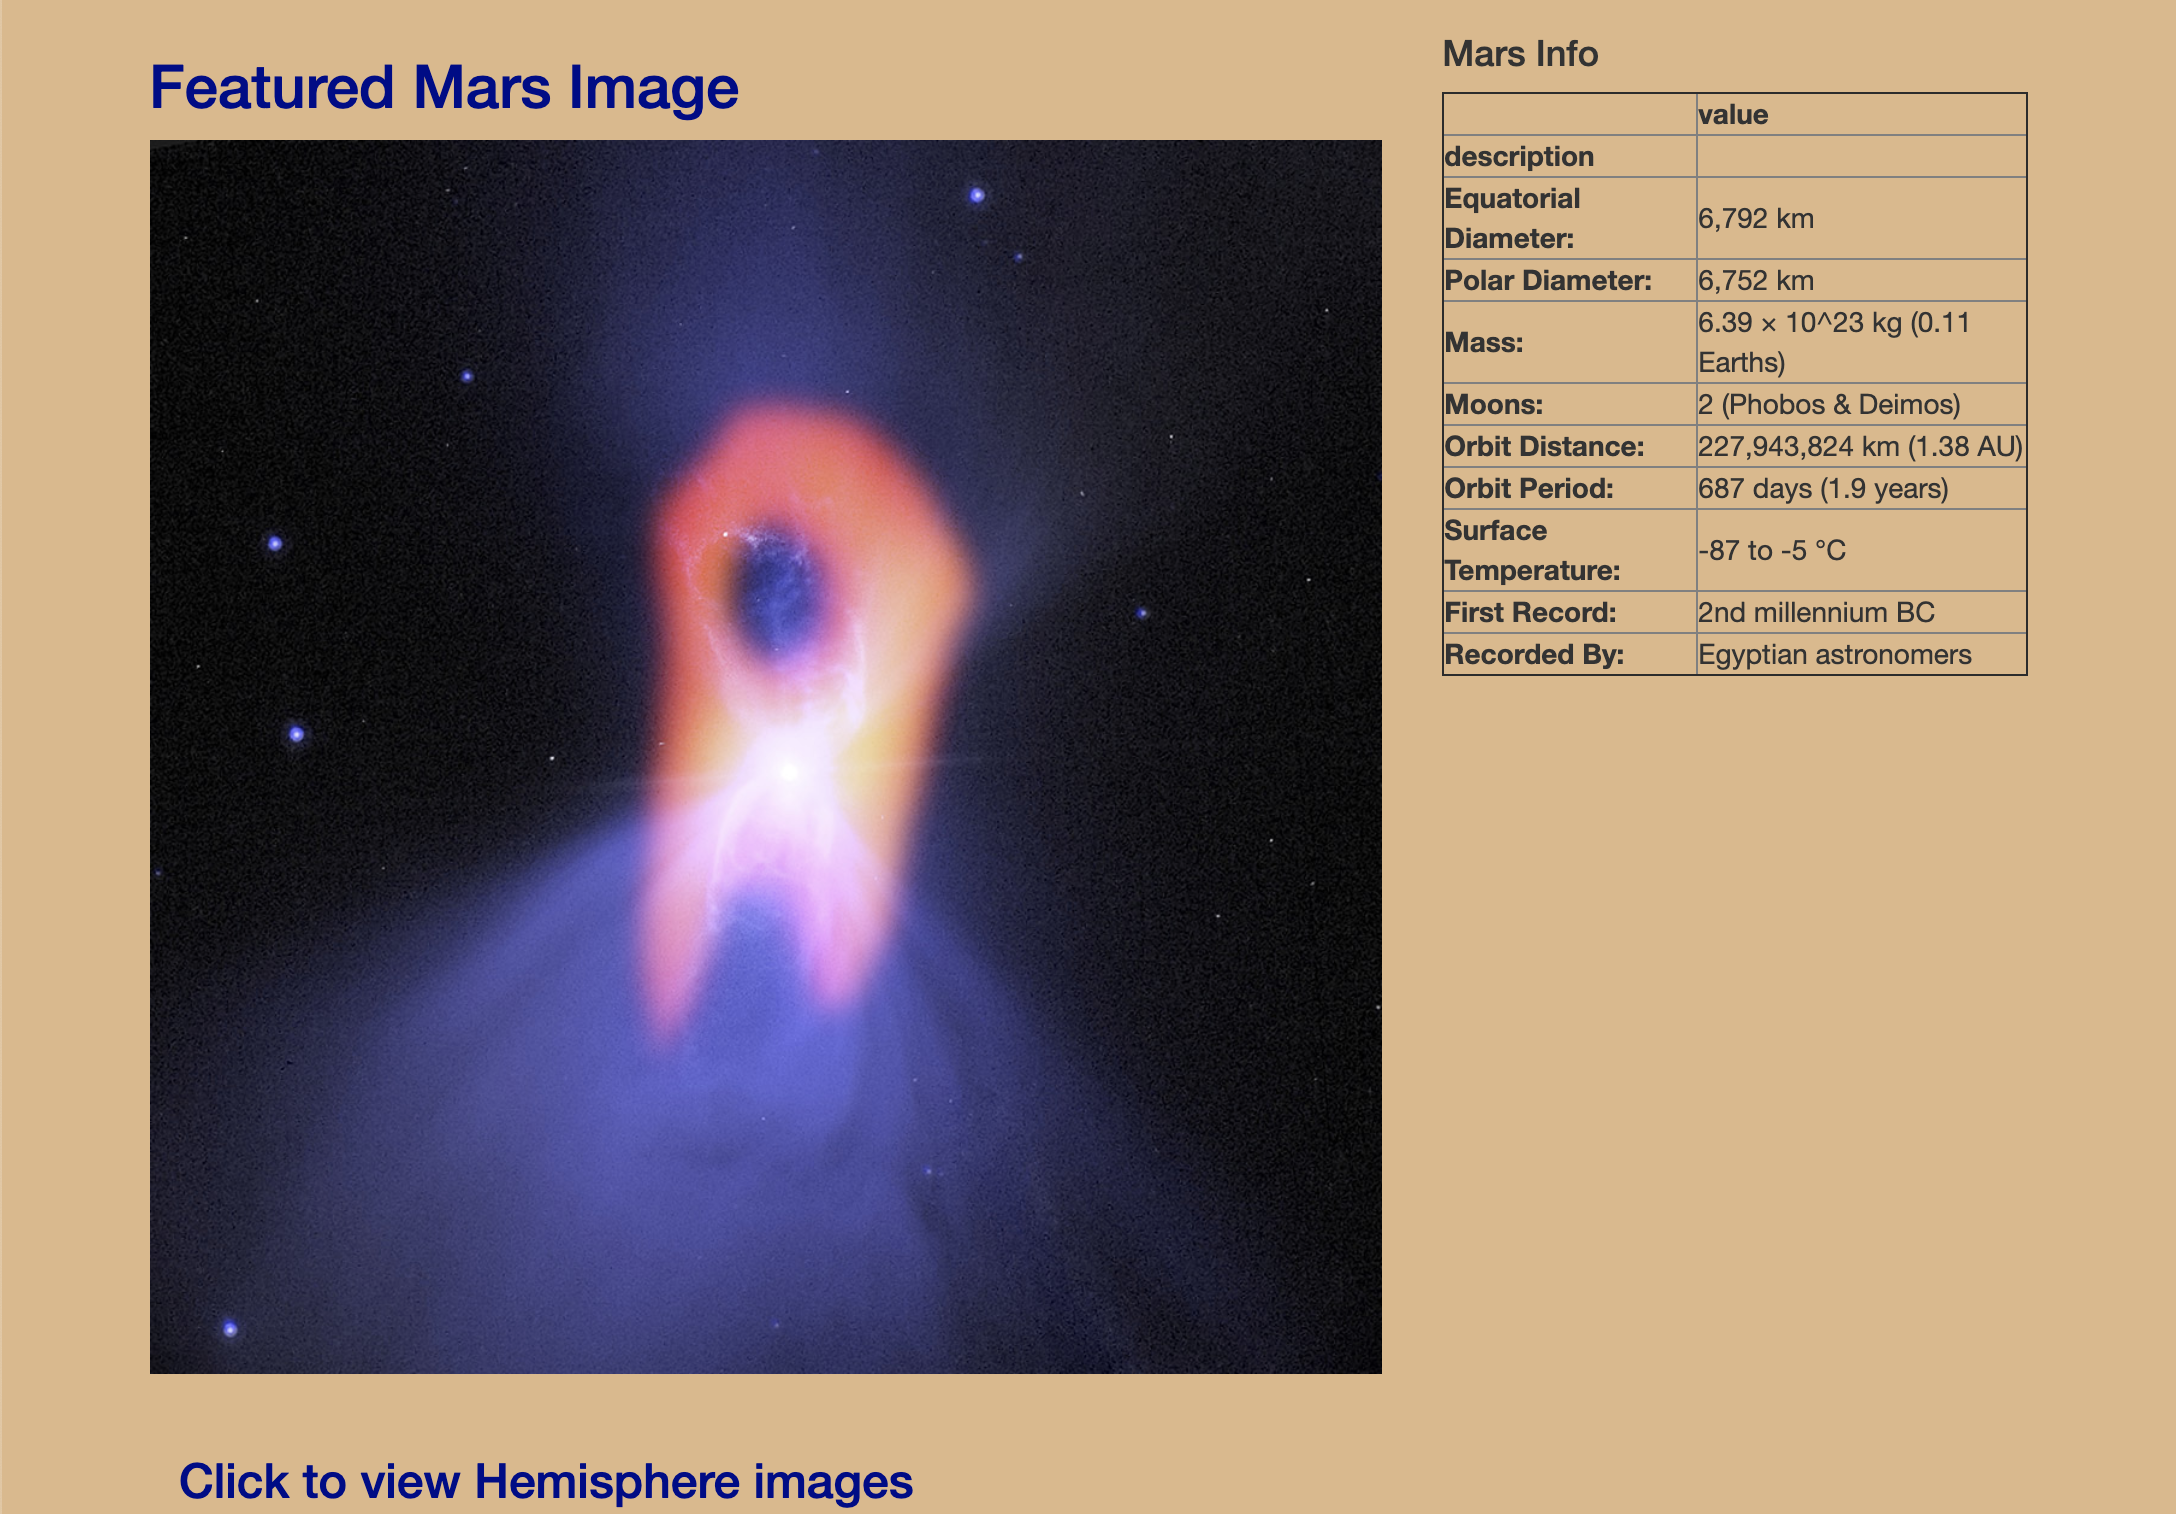 Featured Mars Image
Mars Info
value
description
Equatorial
Diameter:
6,792 km
Polar Diameter: 6,752 km
Mass:
6.39 × 10^23 kg (0.11
Earths)
Moons: 2 (Phobos & Deimos)
Orbit Distance: 227,943,824 km (1.38 AU)
Orbit Period: 687 days (1.9 years)
Surface
Temperature:
-87 to -5 °C
First Record: 2nd millennium BC
Recorded By: Egyptian astronomers
Click to view Hemisphere images